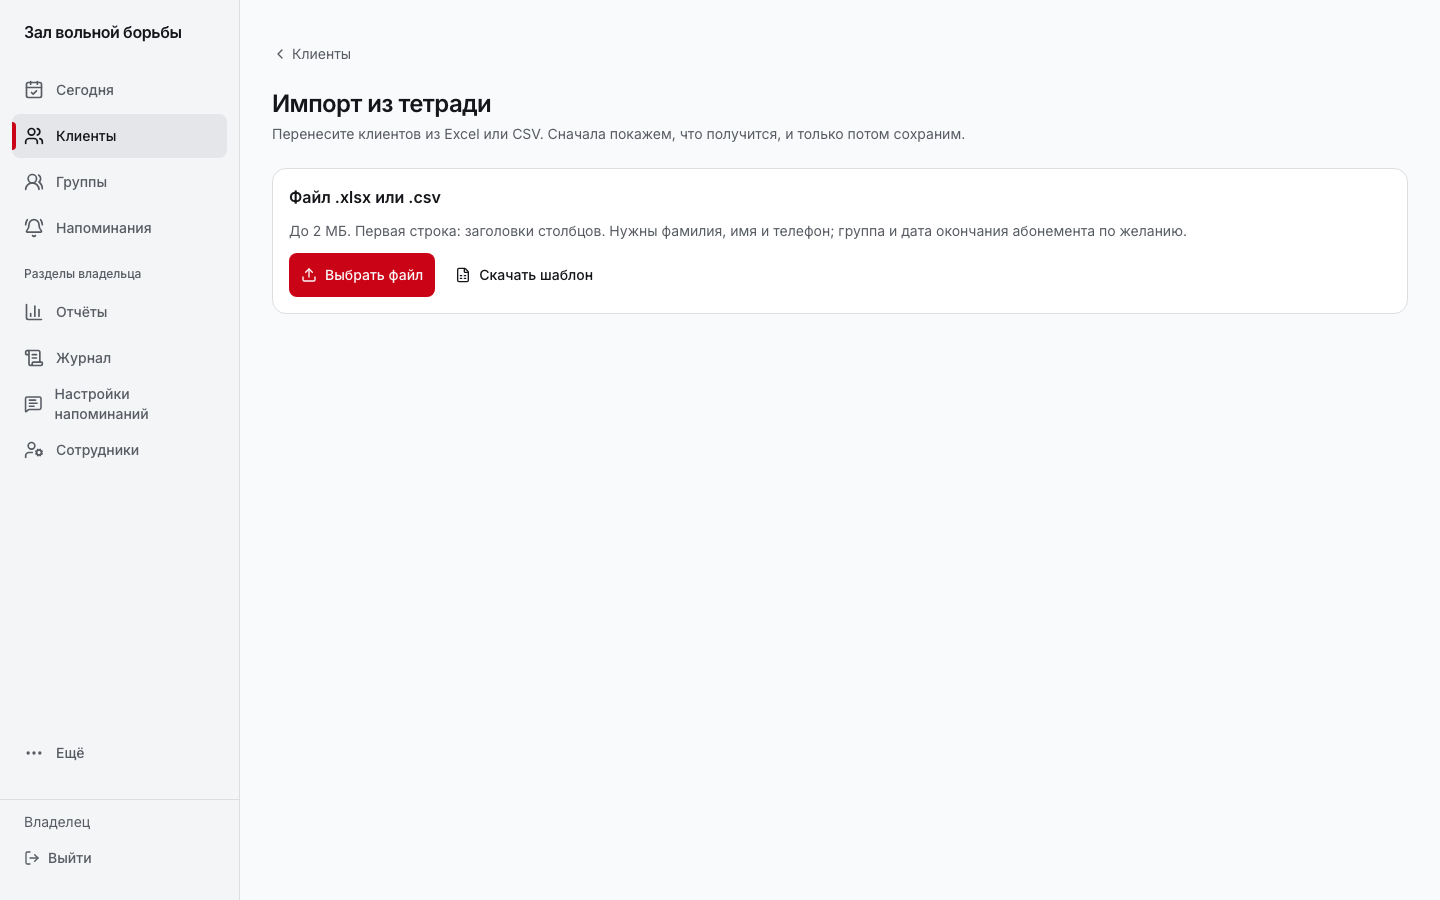 Зал вольной борьбы
Сегодня
Клиенты
Группы
Напоминания
Разделы владельца
Отчёты
Журнал
Настройки
напоминаний
Сотрудники
Ещё
Владелец
Выйти
Клиенты
Импорт из тетради
Перенесите клиентов из Excel или CSV. Сначала покажем, что получится, и только потом сохраним.
Файл .xlsx или .csv
До 2 МБ. Первая строка: заголовки столбцов. Нужны фамилия, имя и телефон; группа и дата окончания абонемента по желанию.
Выбрать файл
Скачать шаблон